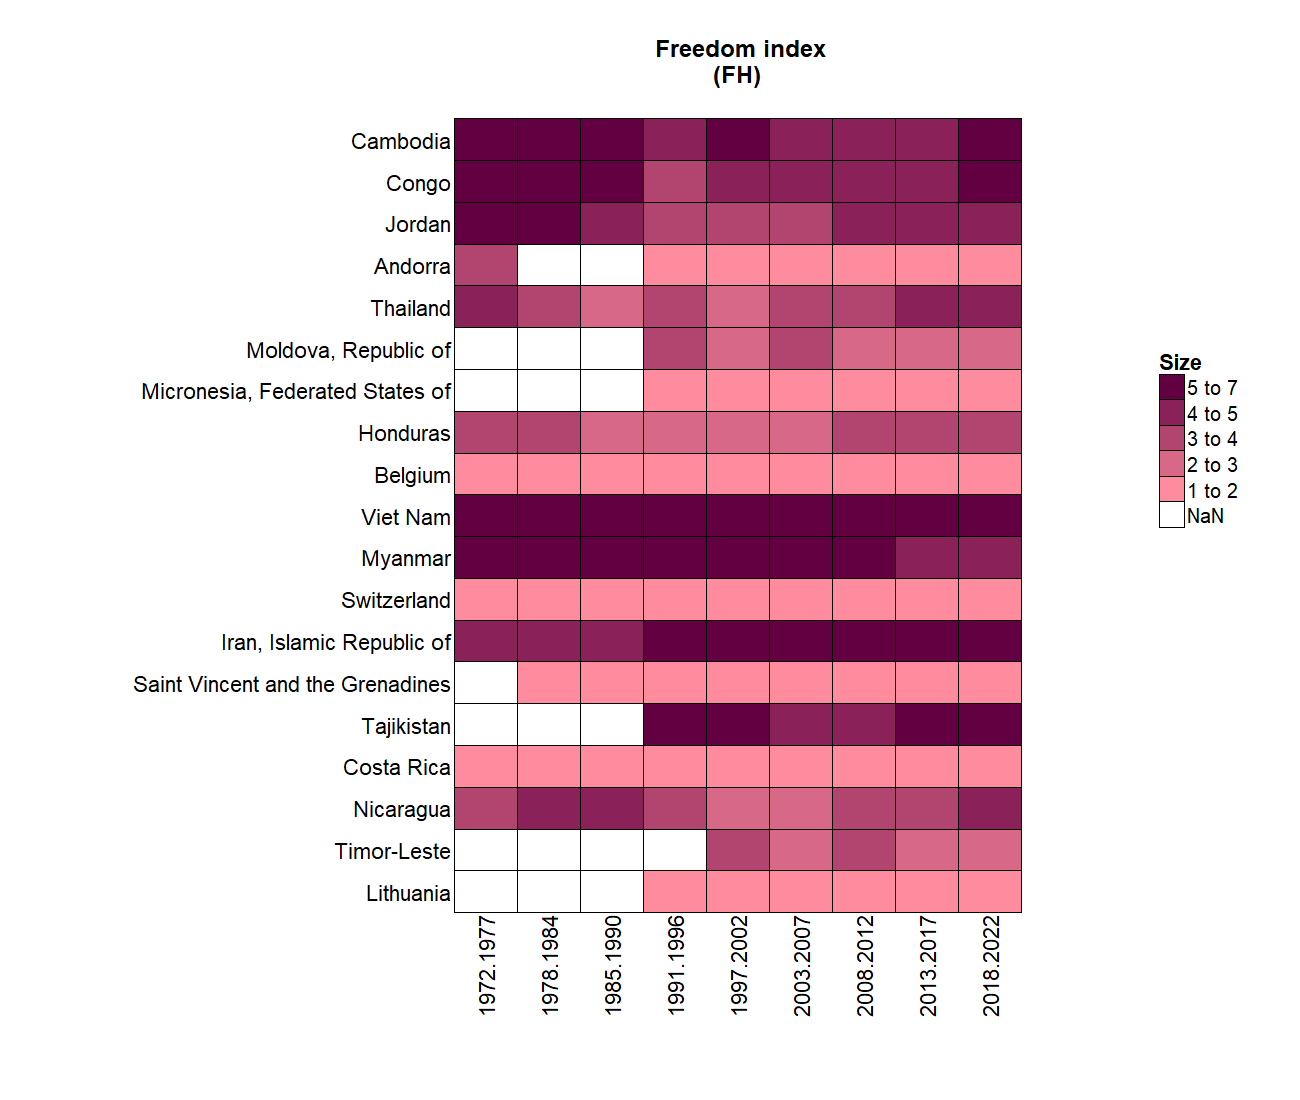 Freedom index
(FH)
Cambodia
Congo
Jordan
Andorra
Thailand
Moldova, Republic of
Micronesia, Federated States of
Honduras
Belgium
Viet Nam
Myanmar
Switzerland
Iran, Islamic Republic of
Saint Vincent and the Grenadines
Tajikistan
Costa Rica
Nicaragua
Timor-Leste
Lithuania
1972.1977
1978.1984
1985.1990
1991.1996
1997.2002
2003.2007
2008.2012
2013.2017
2018.2022
Size
5 to 7
4 to 5
3 to 4
2 to 3
1 to 2
NaN